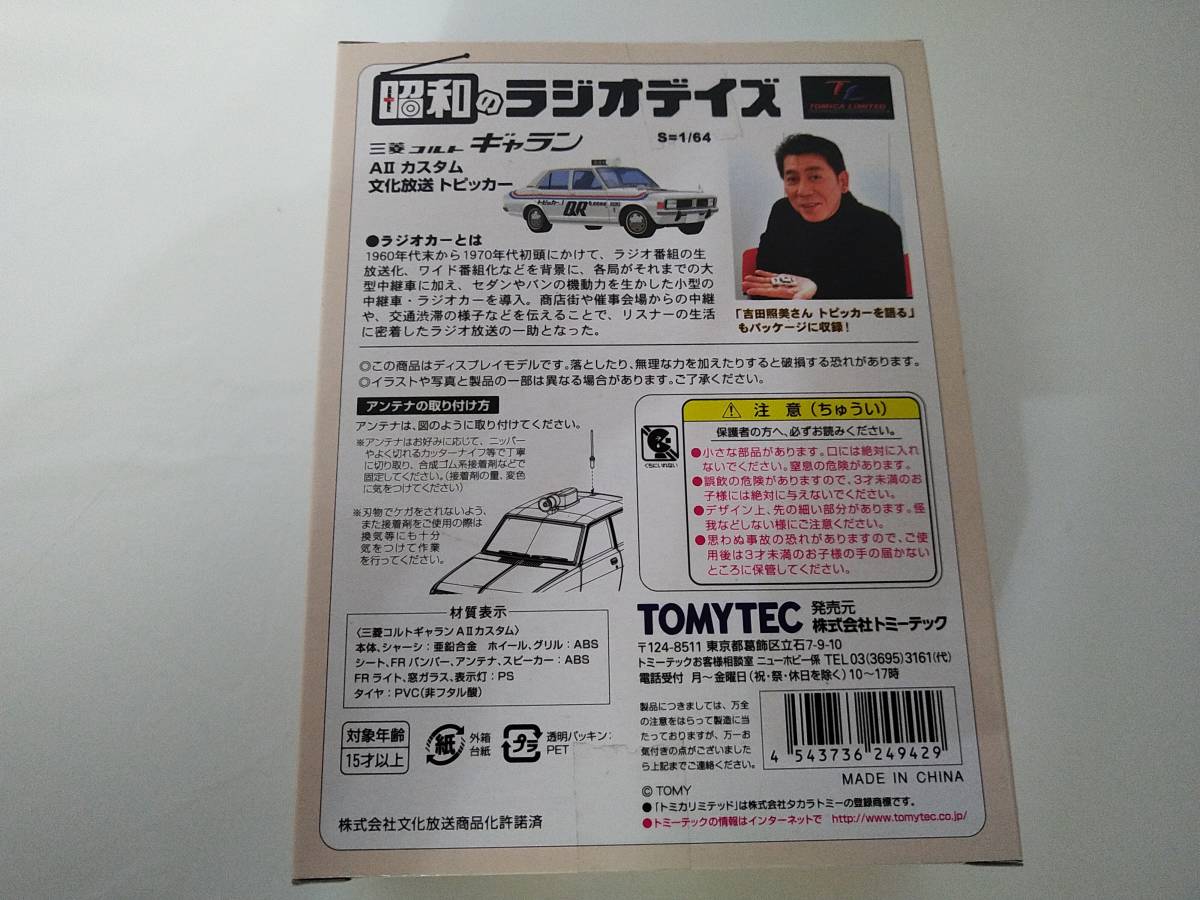 昭和のラジオデイズ
TL
TOMICA LIMITED
三菱コルトギャラン
S=1/64
AⅡ カスタム
文化放送 トピッカー
トピッカー
QR
●ラジオカーとは
1960年代末から1970年代初頭にかけて、ラジオ番組の生
放送化、ワイド番組化などを背景に、各局がそれまでの大
型中継車に加え、セダンやバンの機動力を生かした小型の
中継車・ラジオカーを導入。商店街や催事会場からの中継
や、交通渋滞の様子などを伝えることで、リスナーの生活
に密着したラジオ放送の一助となった。
「吉田照美さん トピッカーを語る」
もパッケージに収録!
◎この商品はディスプレイモデルです。落としたり、無理な力を加えたりすると破損する恐れがあります。
◎イラストや写真と製品の一部は異なる場合があります。ご了承ください。
アンテナの取り付け方
アンテナは、図のように取り付けてください。
※アンテナはお好みに応じて、ニッパー
やよく切れるカッターナイフ等で丁寧
に切り取り、合成ゴム系接着剤などで
固定してください。(接着剤の量、変色
に気をつけてください)
※刃物でケガをされないよう、
また接着剤をご使用の際は
換気等にも十分
気をつけて作業
を行ってください。
くちにいれない
注 意(ちゅうい)
保護者の方へ、必ずお読みください。
●小さな部品があります。口には絶対に入れ
ないでください。窒息の危険があります。
●誤飲の危険がありますので、3才未満のお
子様には絶対に与えないでください。
●デザイン上、先の細い部分があります。怪
我などしない様にご注意ください。
●思わぬ事故の恐れがありますので、ご使
用後は3才未満のお子様の手の届かない
ところに保管してください。
材質表示
〈三菱コルトギャランAⅡカスタム〉
本体、シャーシ:亜鉛合金 ホイール、グリル:ABS
シート、FRバンパー、アンテナ、スピーカー:ABS
FRライト、窓ガラス、表示灯:PS
タイヤ:PVC(非フタル酸)
TOMYTEC 発売元
株式会社トミーテック
〒124-8511 東京都葛飾区立石7-9-10
トミーテックお客様相談室 ニューホビー係 TEL03(3695)3161(代)
電話受付 月〜金曜日(祝・祭・休日を除く)10〜17時
対象年齢
15才以上
紙
外箱
台紙
プラ
透明パッキン:
PET
製品につきましては、万全
の注意をはらって製造に当
たっておりますが、万一お
気付きの点がございました
ら上記までご連絡ください。
4 543736 249429
MADE IN CHINA
© TOMY
●「トミカリミテッド」は株式会社タカラトミーの登録商標です。
●トミーテックの情報はインターネットで http://www.tomytec.co.jp/
株式会社文化放送商品化許諾済